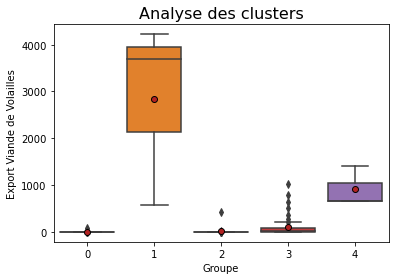 Analyse des clusters
Export Viande de Volailles
4000
3000
2000
1000
0
0 1 2 3 4
Groupe